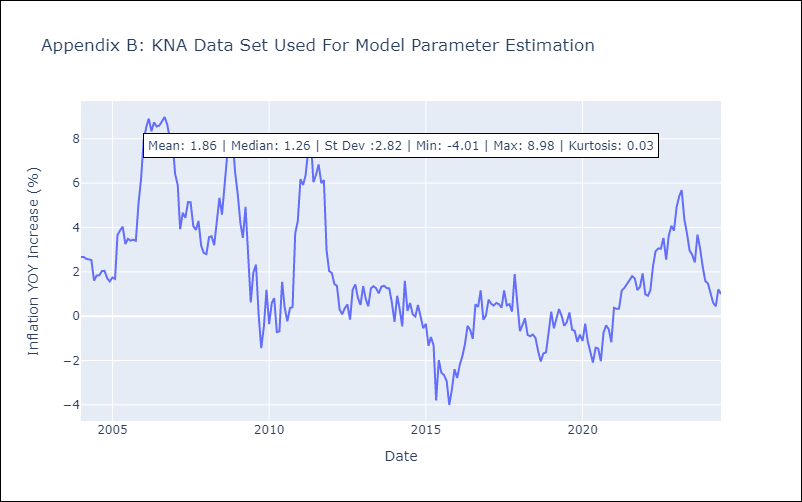 Appendix B: KNA Data Set Used For Model Parameter Estimation
Mean: 1.86 | Median: 1.26 | St Dev :2.82 | Min: -4.01 | Max: 8.98 | Kurtosis: 0.03
Inflation YOY Increase (%)
8
6
4
2
0
−2
−4
2005
2010
2015
2020
Date